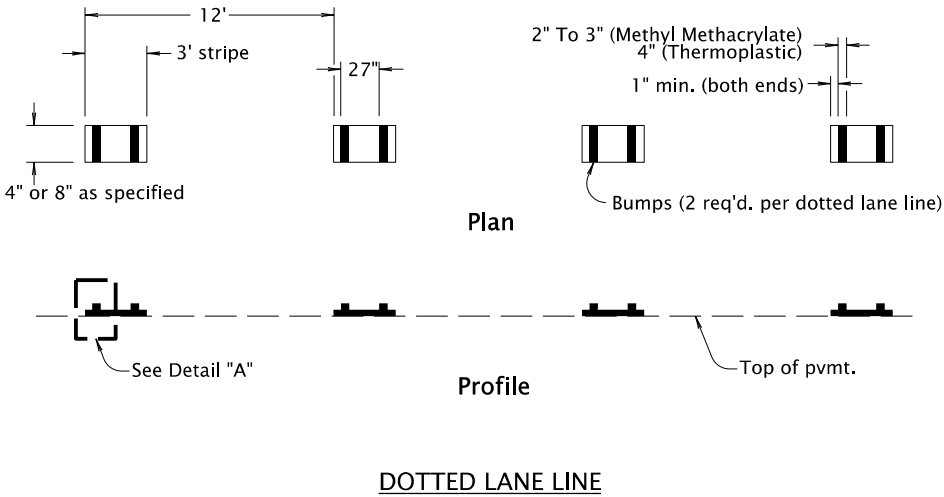 12'
3' stripe
27"
2" To 3" (Methyl Methacrylate)
4" (Thermoplastic)
1" min. (both ends)
4" or 8" as specified
Bumps (2 req'd. per dotted lane line)
Plan
See Detail "A"
Top of pvmt.
Profile
DOTTED LANE LINE